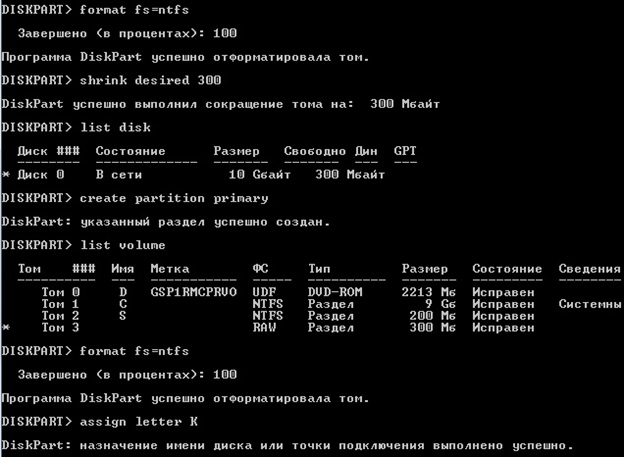 DISKPART> format fs=ntfs
Завершено (в процентах): 100
Программа DiskPart успешно отформатировала том.
DISKPART> shrink desired 300
DiskPart успешно выполнил сокращение тома на: 300 Мбайт
DISKPART> list disk
Диск ### Состояние Размер Свободно Дин GPT
-------- ------------- ------- ------- --- ---
* Диск 0 В сети 10 Gбайт 300 Mбайт
DISKPART> create partition primary
DiskPart: указанный раздел успешно создан.
DISKPART> list volume
Том ### Имя Метка ФС Тип Размер Состояние Сведения
---------- --- ----------- ----- ---------- ------- --------- --------
Том 0 D GSP1RMCPRVO UDF DVD-ROM 2213 Mб Исправен
Том 1 C NTFS Раздел 9 Gб Исправен Системны
Том 2 S NTFS Раздел 200 Mб Исправен
* Том 3 RAW Раздел 300 Mб Исправен
DISKPART> format fs=ntfs
Завершено (в процентах): 100
Программа DiskPart успешно отформатировала том.
DISKPART> assign letter K
DiskPart: назначение имени диска или точки подключения выполнено успешно.